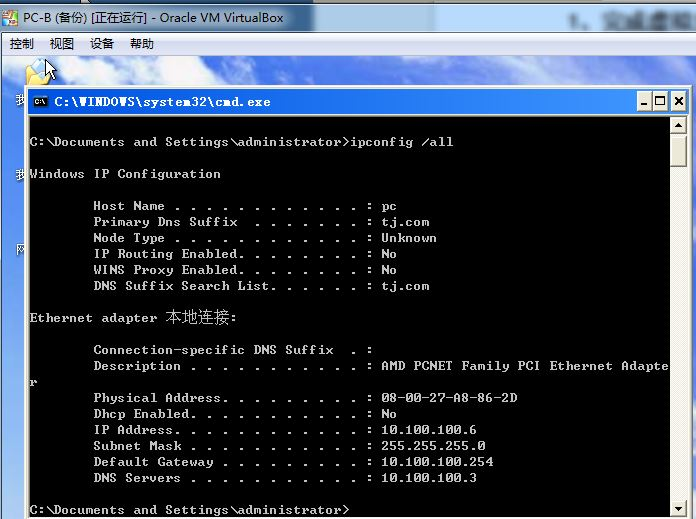 PC-B (备份) [正在运行] - Oracle VM VirtualBox
1、完成虚拟
控制 视图 设备 帮助
C:\WINDOWS\system32\cmd.exe
C:\Documents and Settings\administrator>ipconfig /all
Windows IP Configuration
Host Name . . . . . . . . . . . . : pc
Primary Dns Suffix  . . . . . . . : tj.com
Node Type . . . . . . . . . . . . : Unknown
IP Routing Enabled. . . . . . . . : No
WINS Proxy Enabled. . . . . . . . : No
DNS Suffix Search List. . . . . . : tj.com
Ethernet adapter 本地连接:
Connection-specific DNS Suffix  . :
Description . . . . . . . . . . . : AMD PCNET Family PCI Ethernet Adapte
r
Physical Address. . . . . . . . . : 08-00-27-A8-86-2D
Dhcp Enabled. . . . . . . . . . . : No
IP Address. . . . . . . . . . . . : 10.100.100.6
Subnet Mask . . . . . . . . . . . : 255.255.255.0
Default Gateway . . . . . . . . . : 10.100.100.254
DNS Servers . . . . . . . . . . . : 10.100.100.3
C:\Documents and Settings\administrator>